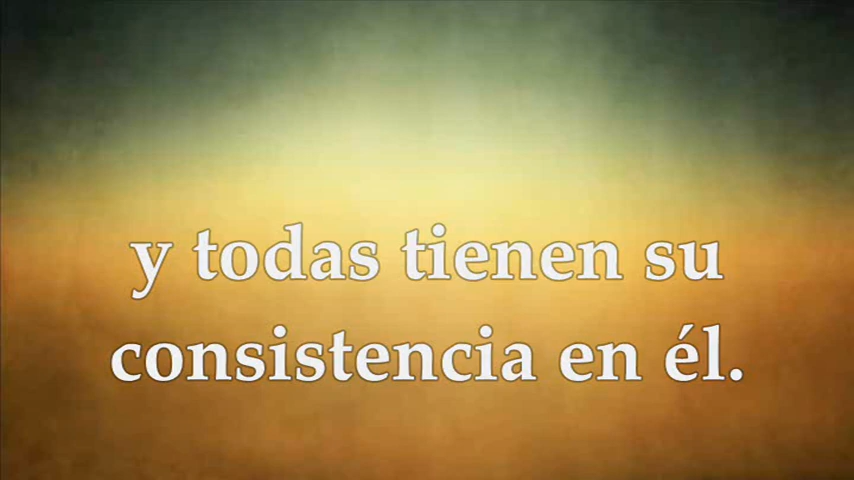 y todas tienen su
consistencia en él.